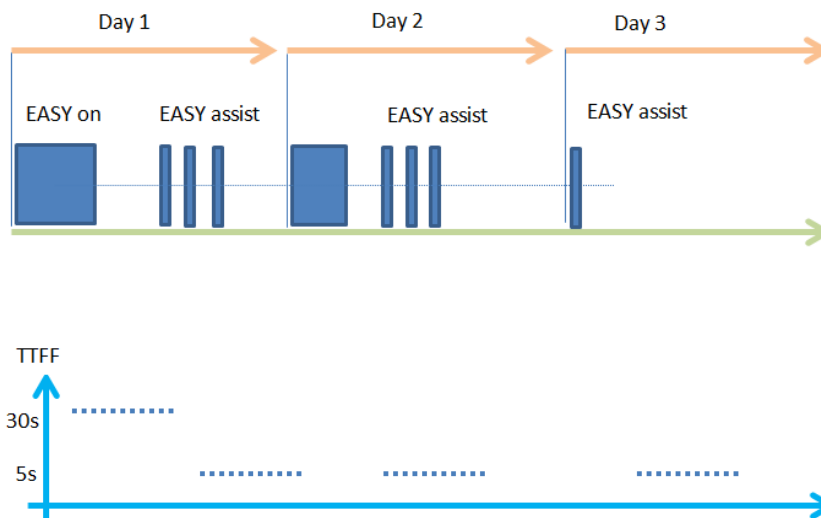 Day 1
Day 2
Day 3
EASY on
EASY assist
EASY assist
EASY assist
TTFF
30s
5s